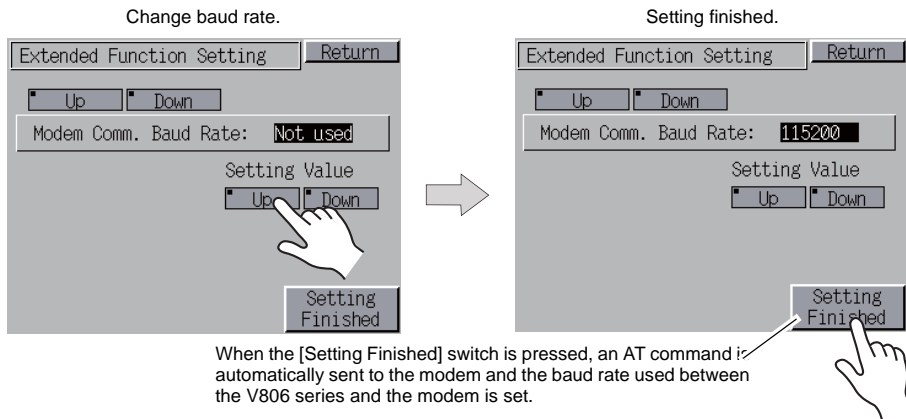 Change baud rate.
Extended Function Setting
Return
Up
Down
Modem Comm. Baud Rate: Not used
Setting Value
Up
Down
Setting
Finished
Setting finished.
Extended Function Setting
Return
Up
Down
Modem Comm. Baud Rate: 115200
Setting Value
Up
Down
Setting
Finished
When the [Setting Finished] switch is pressed, an AT command is
automatically sent to the modem and the baud rate used between
the V806 series and the modem is set.